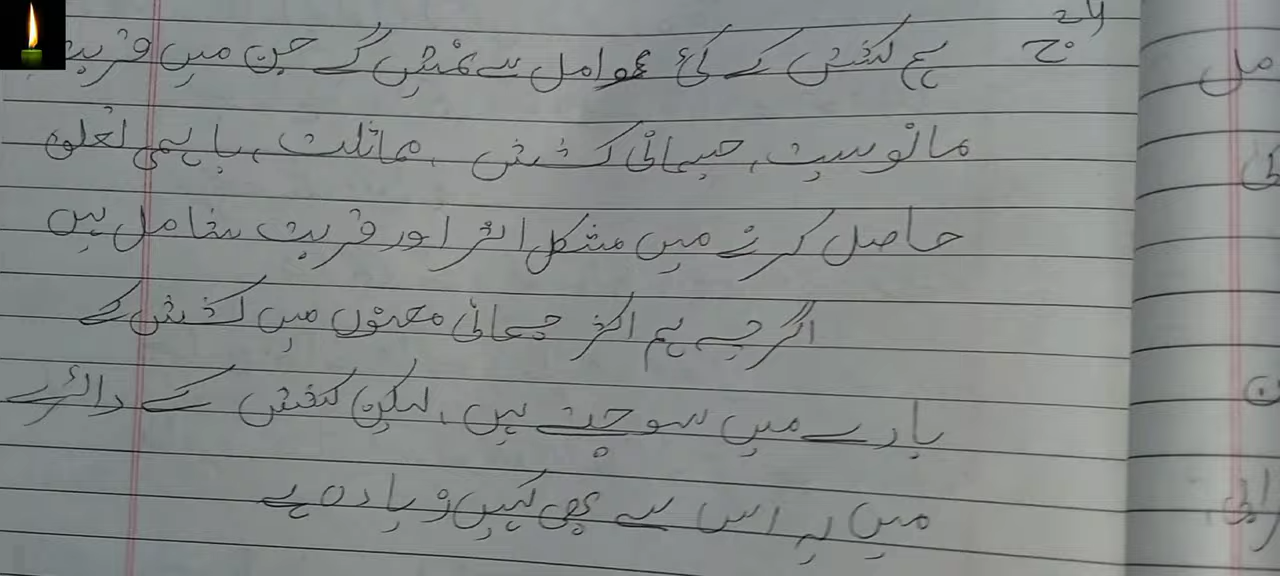 24
ج ہم کشش کے کئ عوامل سے نمٹیں گے جن میں قربت
مانوسیت، جسمانی کشش، مماثلت، باہمی تعلق
حاصل کرنے میں مشکل اثر اور قربت شامل ہیں
اگرچہ ہم اکثر جسمانی معنوں میں کشش کے
بارے میں سوچتے ہیں، لیکن کشش کے دائرے
میں یہ اس سے بھی کہیں زیادہ ہے